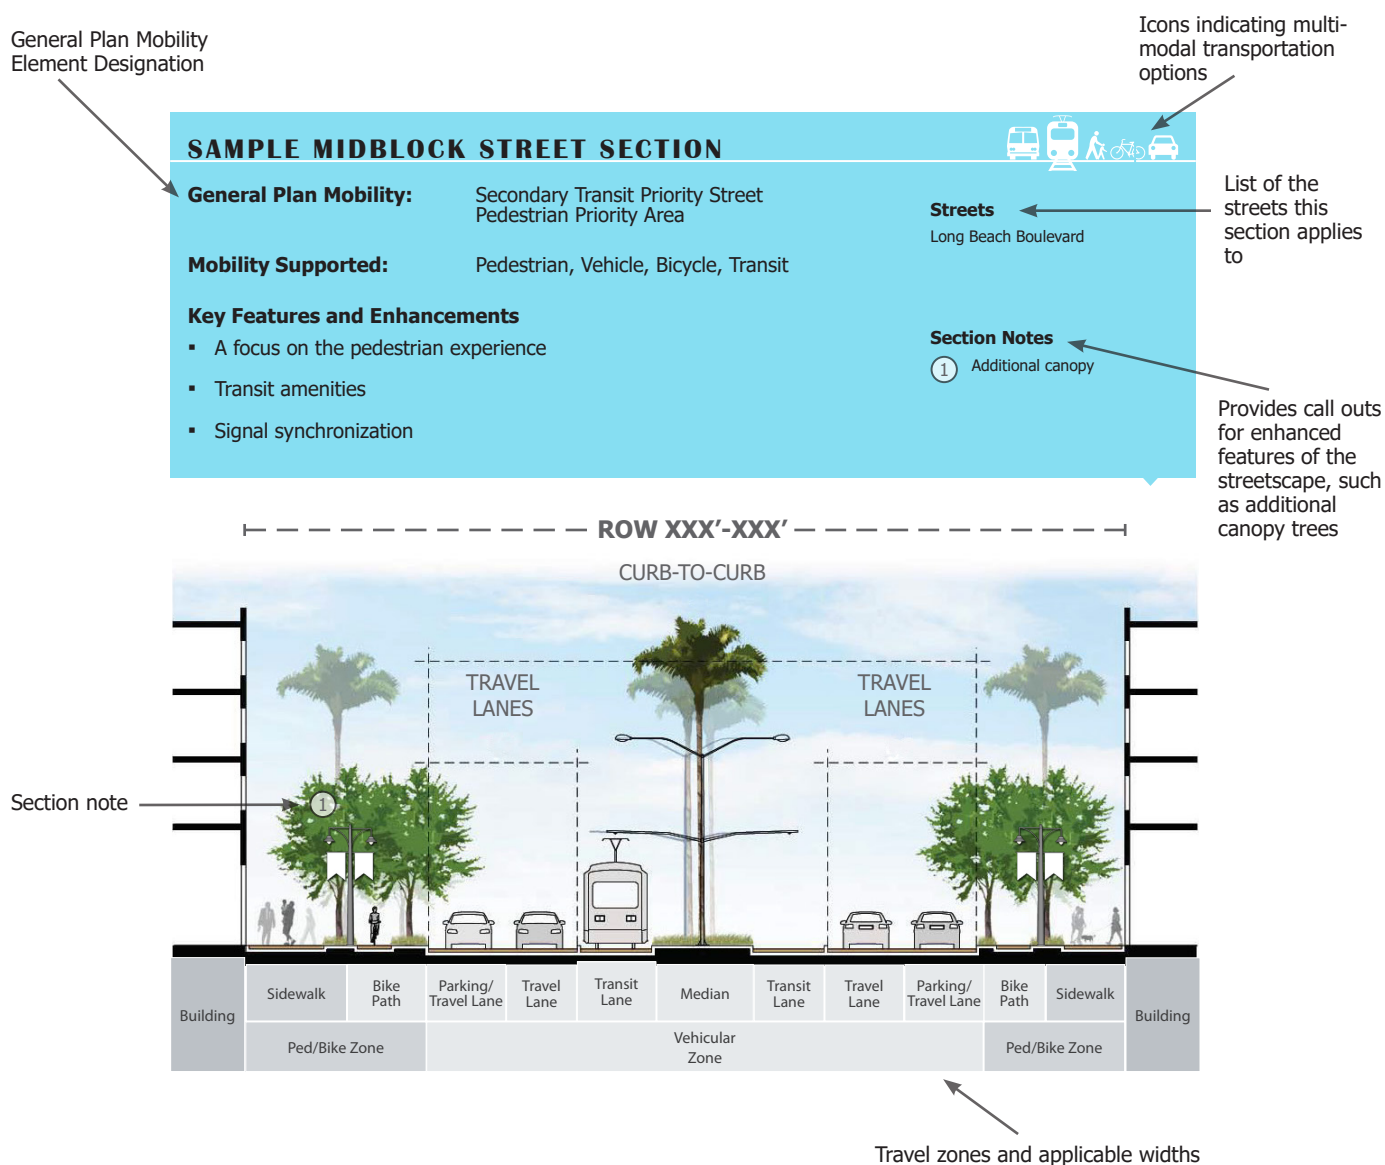 General Plan Mobility
Element Designation
Icons indicating multi-
modal transportation
options
SAMPLE MIDBLOCK STREET SECTION
General Plan Mobility:
Secondary Transit Priority Street
Pedestrian Priority Area
Mobility Supported:
Pedestrian, Vehicle, Bicycle, Transit
Key Features and Enhancements
▪ A focus on the pedestrian experience
▪ Transit amenities
▪ Signal synchronization
Streets
Long Beach Boulevard
Section Notes
1 Additional canopy
List of the
streets this
section applies
to
Provides call outs
for enhanced
features of the
streetscape, such
as additional
canopy trees
ROW XXX’-XXX’
CURB-TO-CURB
TRAVEL
LANES
TRAVEL
LANES
Section note
1
Building
Sidewalk
Bike
Path
Parking/
Travel Lane
Travel
Lane
Transit
Lane
Median
Transit
Lane
Travel
Lane
Parking/
Travel Lane
Bike
Path
Sidewalk
Building
Ped/Bike Zone
Vehicular
Zone
Ped/Bike Zone
Travel zones and applicable widths